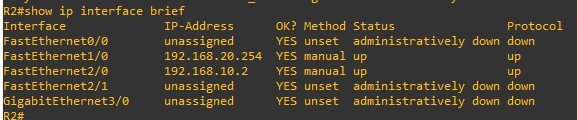 R2#show ip interface brief
Interface IP-Address OK? Method Status Protocol
FastEthernet0/0 unassigned YES unset administratively down down
FastEthernet1/0 192.168.20.254 YES manual up up
FastEthernet2/0 192.168.10.2 YES manual up up
FastEthernet2/1 unassigned YES unset administratively down down
GigabitEthernet3/0 unassigned YES unset administratively down down
R2#